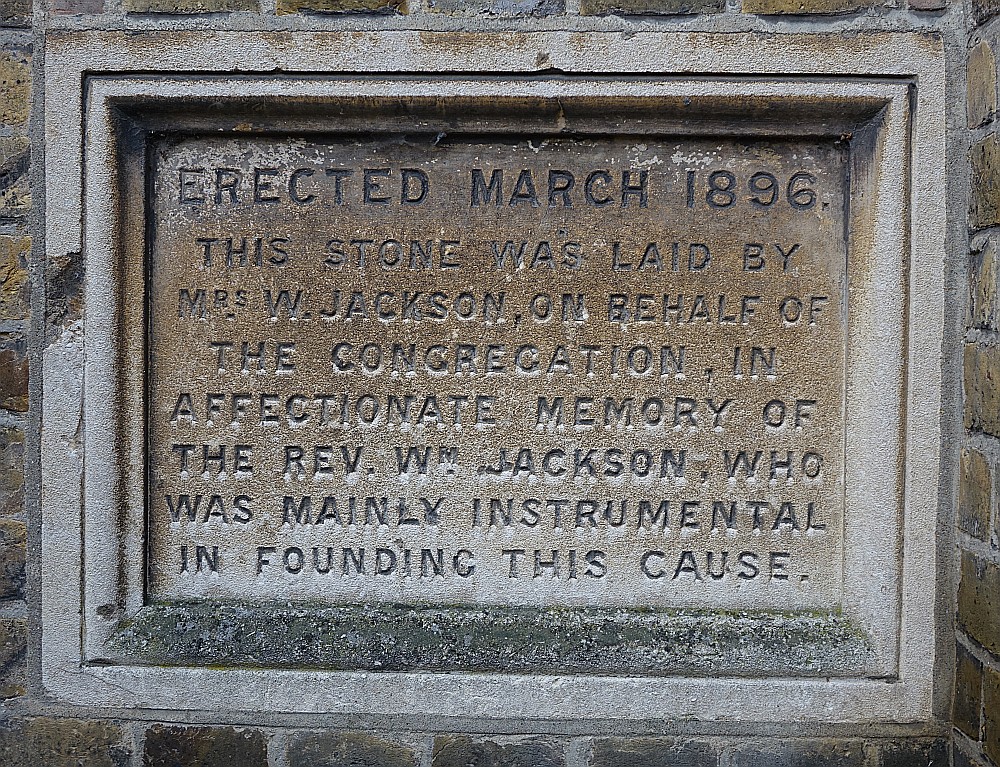 ERECTED MARCH 1896.
THIS STONE WAS LAID BY
MRS W. JACKSON, ON BEHALF OF
THE CONGREGATION, IN
AFFECTIONATE MEMORY OF
THE REV. WM JACKSON, WHO
WAS MAINLY INSTRUMENTAL
IN FOUNDING THIS CAUSE.